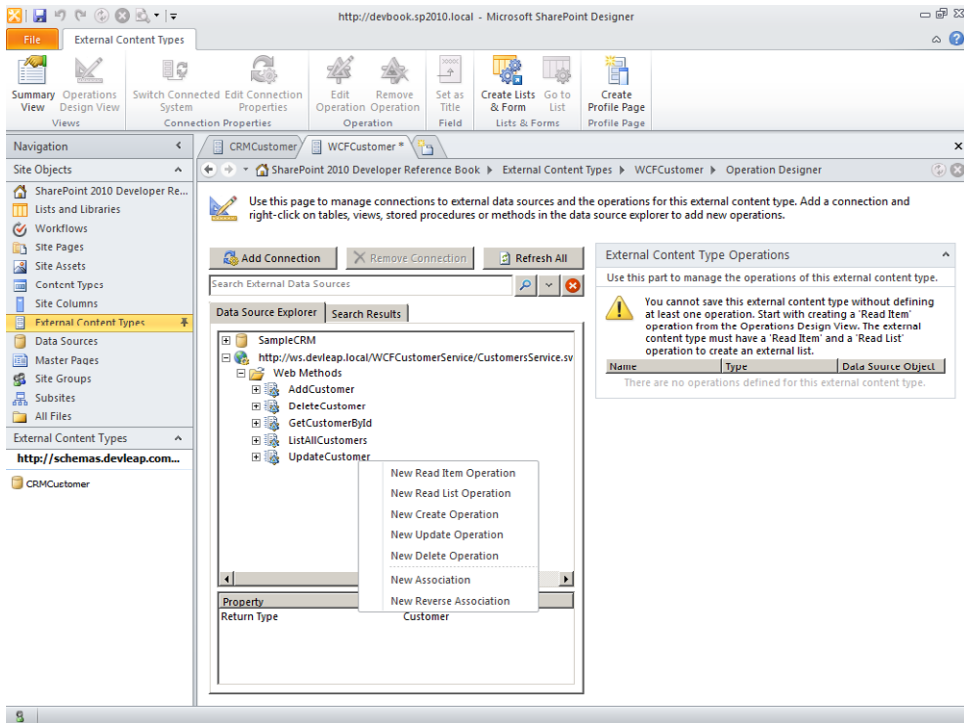 http://devbook.sp2010.local - Microsoft SharePoint Designer
File
External Content Types
Summary View
Operations Design View
Switch Connected System
Edit Connection Properties
Edit Operation
Remove Operation
Set as Title
Create Lists & Form
Go to List
Create Profile Page
Views
Connection Properties
Operation
Field
Lists & Forms
Profile Page
Navigation
Site Objects
SharePoint 2010 Developer Re...
Lists and Libraries
Workflows
Site Pages
Site Assets
Content Types
Site Columns
External Content Types
Data Sources
Master Pages
Site Groups
Subsites
All Files
External Content Types
http://schemas.devleap.com...
CRMCustomer
CRMCustomer
WCFCustomer *
SharePoint 2010 Developer Reference Book
External Content Types
WCFCustomer
Operation Designer
Use this page to manage connections to external data sources and the operations for this external content type. Add a connection and
right-click on tables, views, stored procedures or methods in the data source explorer to add new operations.
Add Connection
Remove Connection
Refresh All
Search External Data Sources
Data Source Explorer
Search Results
SampleCRM
http://ws.devleap.local/WCFCustomerService/CustomersService.sv
Web Methods
AddCustomer
DeleteCustomer
GetCustomerById
ListAllCustomers
UpdateCustomer
New Read Item Operation
New Read List Operation
New Create Operation
New Update Operation
New Delete Operation
New Association
New Reverse Association
Property
Return Type
Customer
External Content Type Operations
Use this part to manage the operations of this external content type.
You cannot save this external content type without defining
at least one operation. Start with creating a 'Read Item'
operation from the Operations Design View. The external
content type must have a 'Read Item' and a 'Read List'
operation to create an external list.
Name
Type
Data Source Object
There are no operations defined for this external content type.